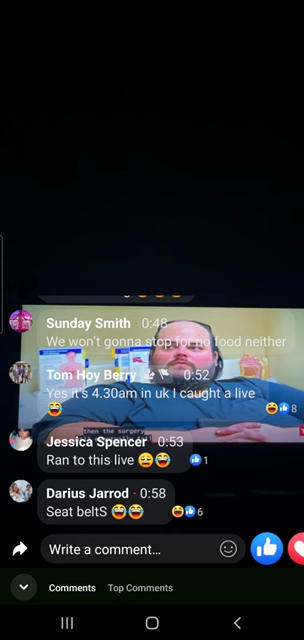 Sunday Smith · 0:48
We won't gonna stop for no food neither
Tom Hoy Berry 0:52
Yes it's 4.30am in uk I caught a live
😂
😂👍 8
Jessica Spencer · 0:53
then the surgery
Ran to this live 😩😂
👍 1
Darius Jarrod · 0:58
Seat beltS 😂😂
😂👍 6
Write a comment...
Comments Top Comments